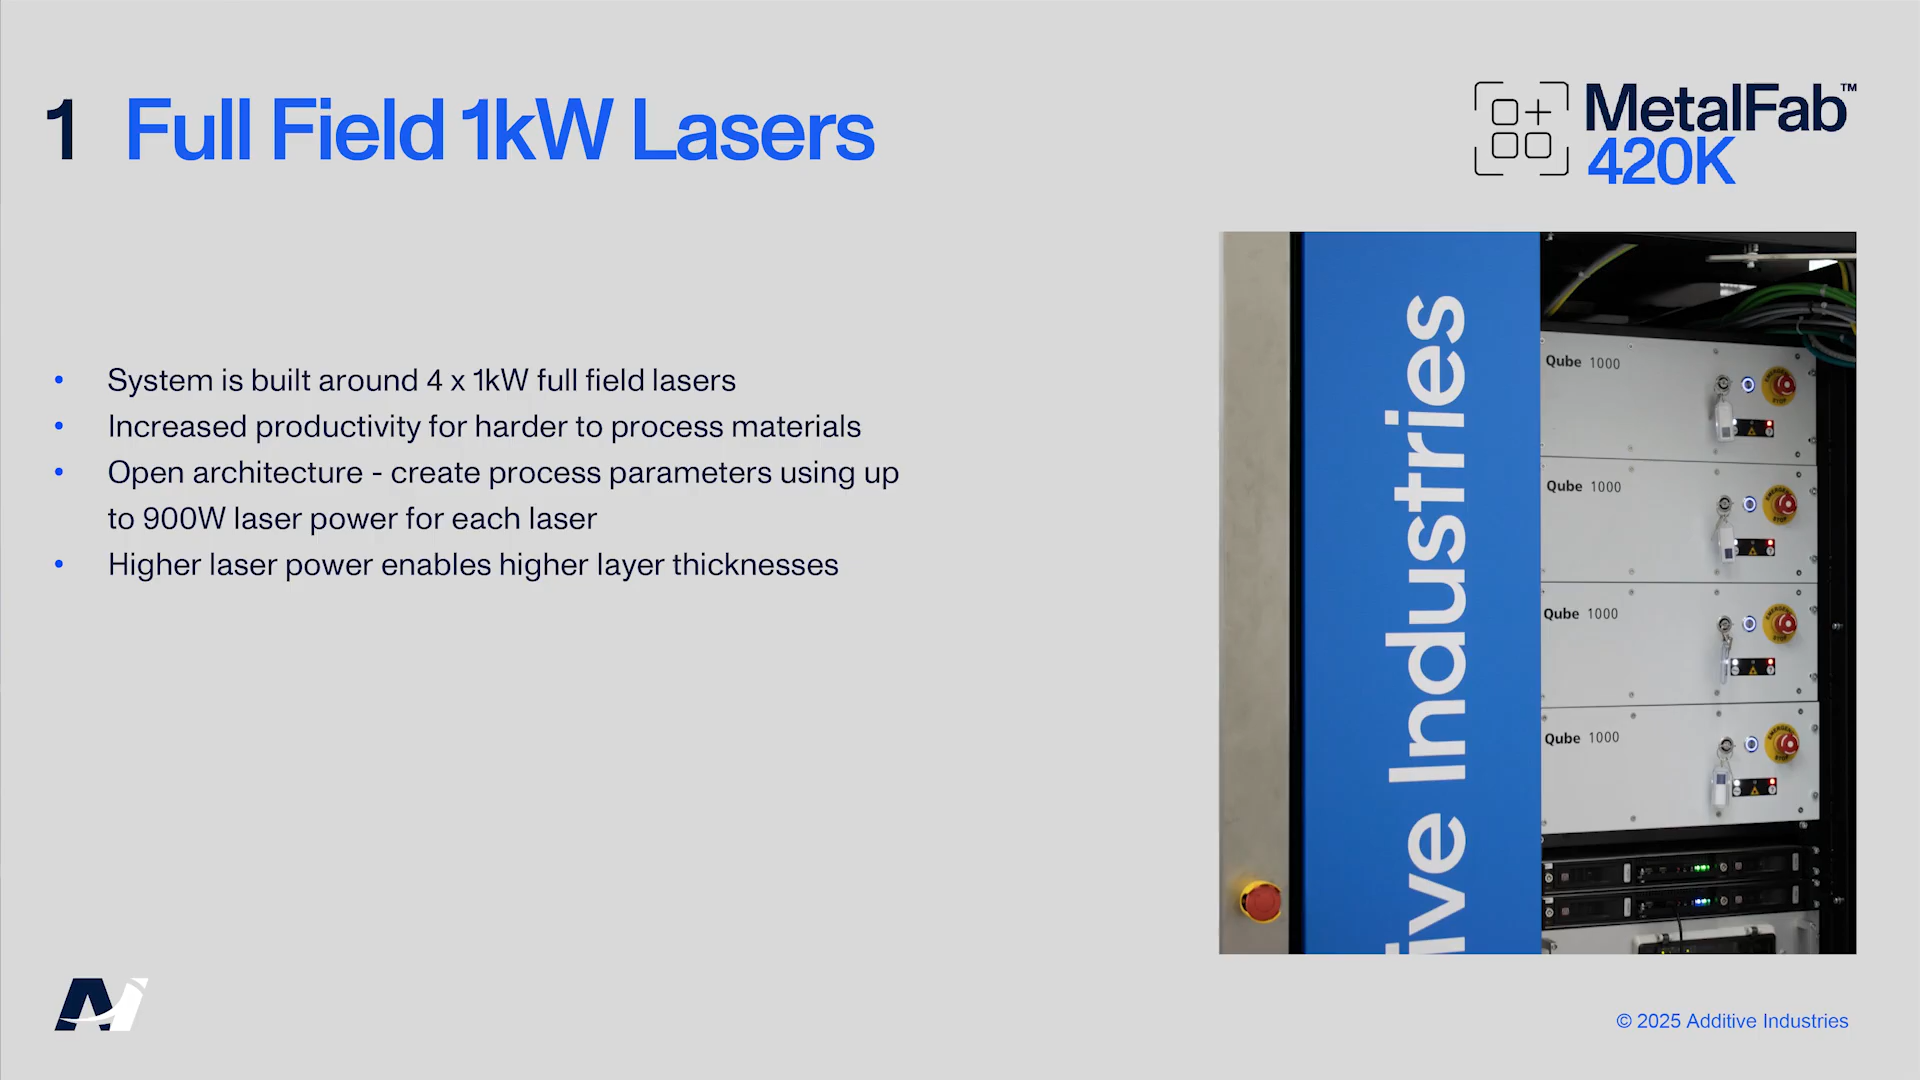 1 Full Field 1kW Lasers
MetalFab™
420K
• System is built around 4 x 1kW full field lasers
• Increased productivity for harder to process materials
• Open architecture - create process parameters using up
to 900W laser power for each laser
• Higher laser power enables higher layer thicknesses
ive Industries
Qube 1000
Qube 1000
Qube 1000
Qube 1000
© 2025 Additive Industries